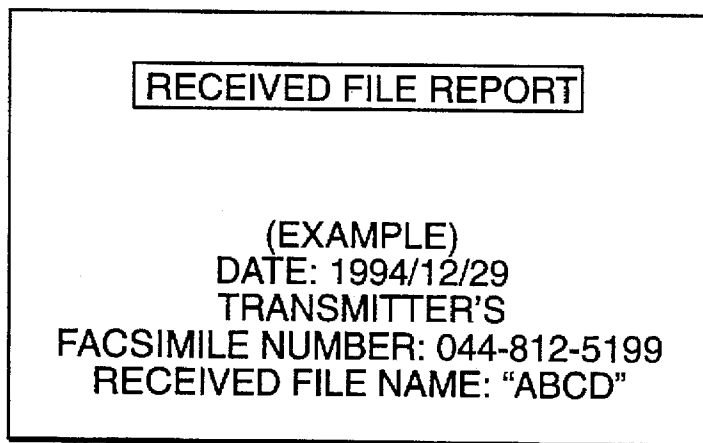 RECEIVED FILE REPORT
(EXAMPLE)
DATE: 1994/12/29
TRANSMITTER'S
FACSIMILE NUMBER: 044-812-5199
RECEIVED FILE NAME: “ABCD”